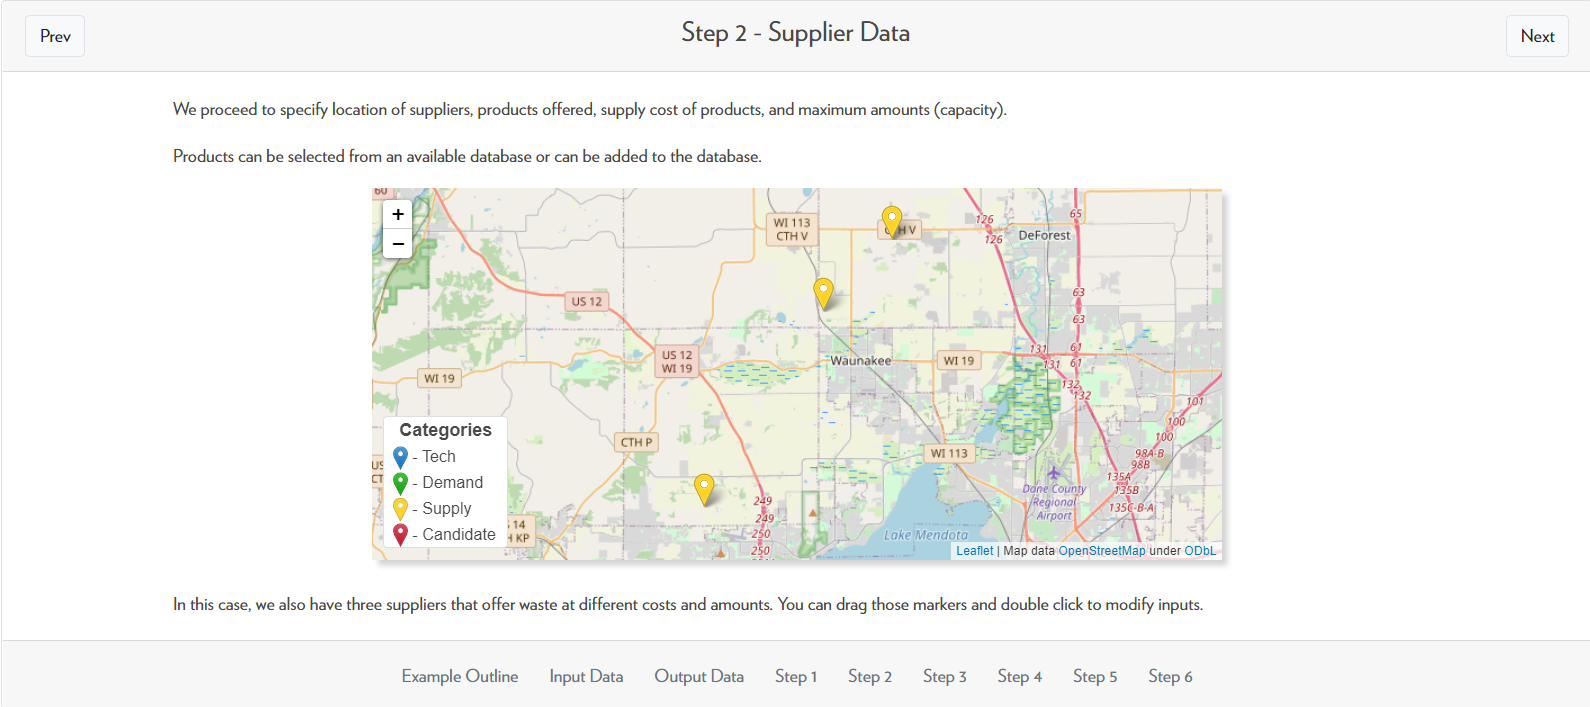 Prev
Step 2 - Supplier Data
Next
We proceed to specify location of suppliers, products offered, supply cost of products, and maximum amounts (capacity).
Products can be selected from an available database or can be added to the database.
60
+
−
WI 113
CTH V
H V
126
126
65
DeForest
US 12
63
63
US 12
WI 19
Waunakee
WI 19
131
131
61
61
WI 19
132
132
101
100
100
CTH P
WI 113
98A-B
98B
135A
135B
135C-B-A
Dane County
Regional
Airport
249
249
250
250
14
H KP
US
CT
Lake Mendota
Categories
- Tech
- Demand
- Supply
- Candidate
Leaflet | Map data OpenStreetMap under ODbL
In this case, we also have three suppliers that offer waste at different costs and amounts. You can drag those markers and double click to modify inputs.
Example Outline Input Data Output Data Step 1 Step 2 Step 3 Step 4 Step 5 Step 6